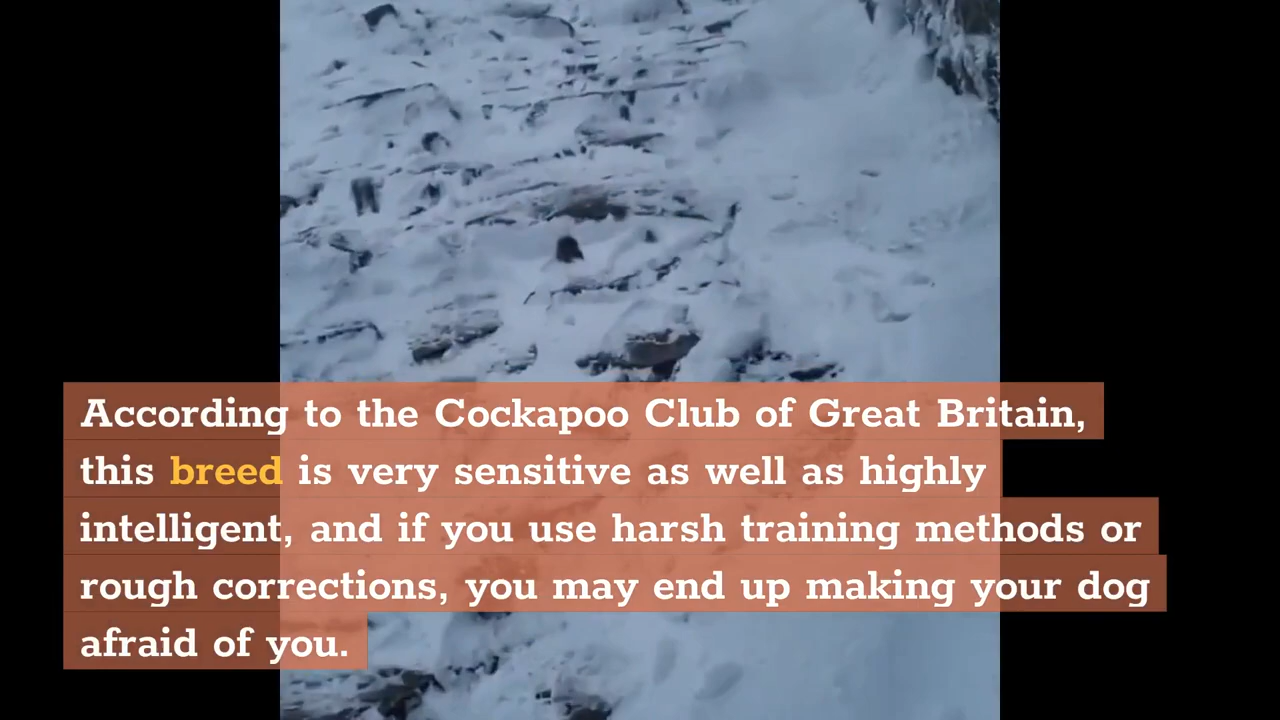 According to the Cockapoo Club of Great Britain,
this breed is very sensitive as well as highly
intelligent, and if you use harsh training methods or
rough corrections, you may end up making your dog
afraid of you.